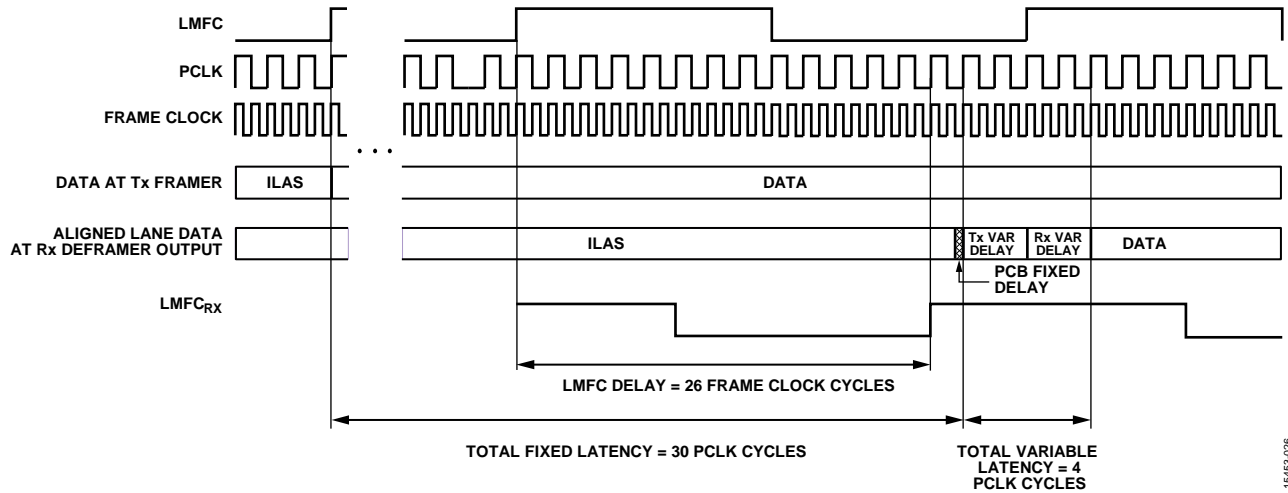 LMFC
PCLK
FRAME CLOCK
. . .
DATA AT Tx FRAMER
ILAS
DATA
ALIGNED LANE DATA
AT Rx DEFRAMER OUTPUT
ILAS
Tx VAR
DELAY
Rx VAR
DELAY
DATA
PCB FIXED
DELAY
LMFCRX
LMFC DELAY = 26 FRAME CLOCK CYCLES
TOTAL FIXED LATENCY = 30 PCLK CYCLES
TOTAL VARIABLE
LATENCY = 4
PCLK CYCLES
15453-026